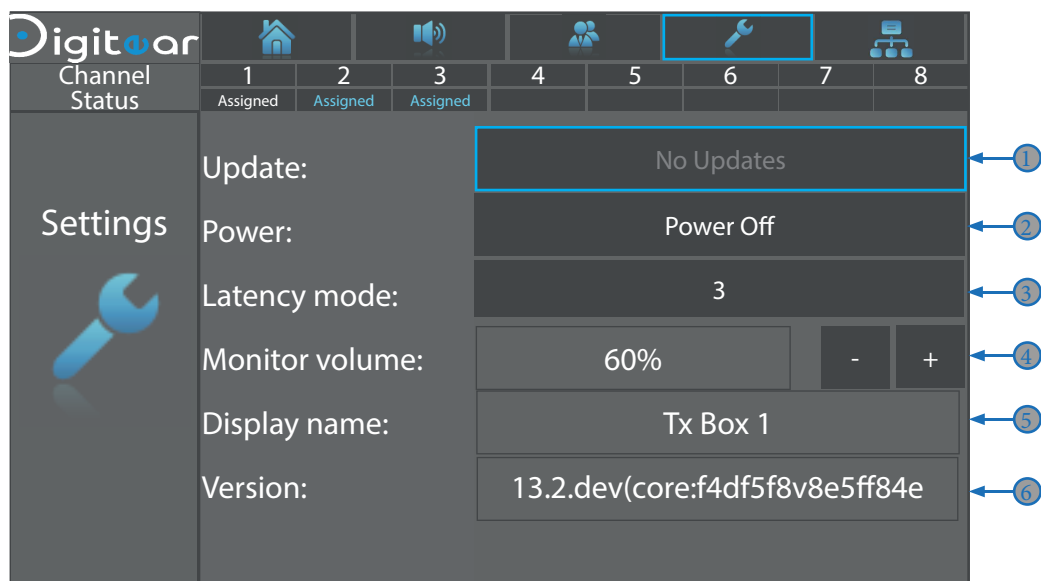 Digitear
Channel Status 1 2 3 4 5 6 7 8
Assigned Assigned Assigned
Settings
Update: No Updates 1
Power: Power Off 2
Latency mode: 3 3
Monitor volume: 60% - + 4
Display name: Tx Box 1 5
Version: 13.2.dev(core:f4df5f8v8e5ff84e 6